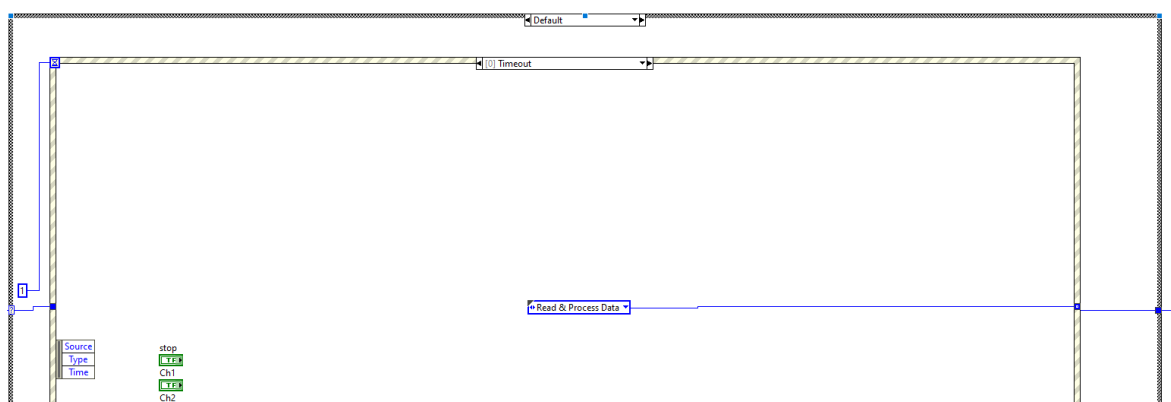 Default
[0] Timeout
1
Read & Process Data
?
Source
Type
Time
stop
TF
Ch1
TF
Ch2